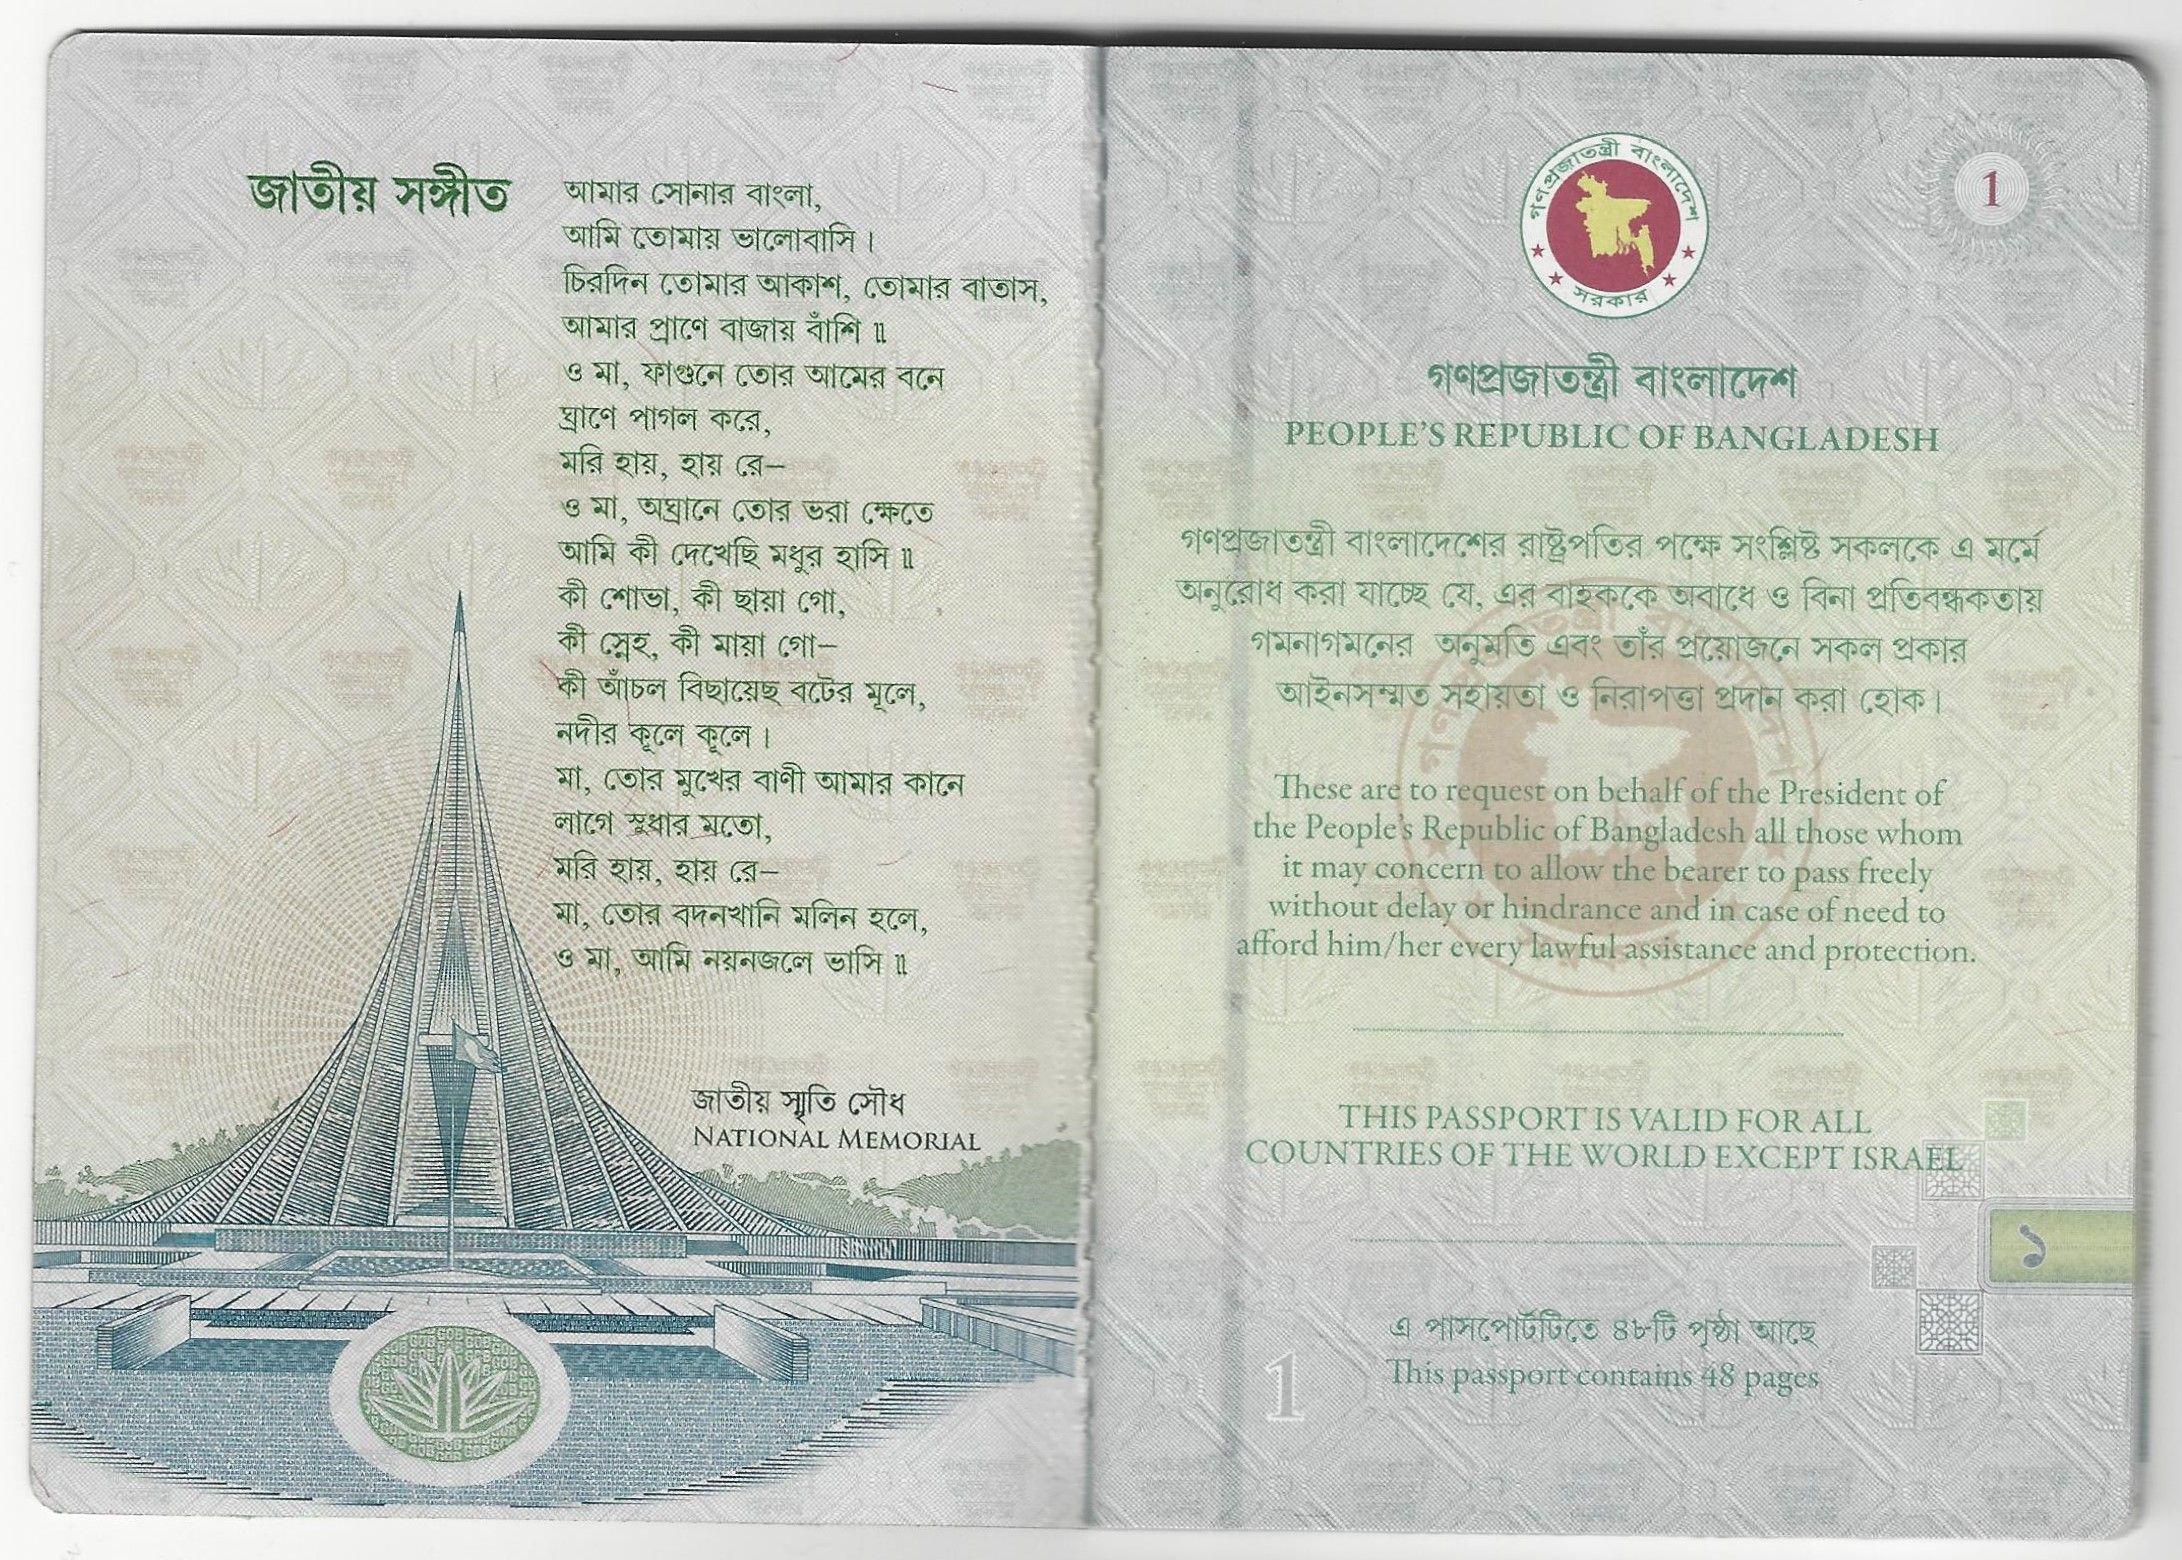 জাতীয় সঙ্গীত
আমার সোনার বাংলা,
আমি তোমায় ভালোবাসি।
চিরদিন তোমার আকাশ, তোমার বাতাস,
আমার প্রাণে বাজায় বাঁশি॥
ও মা, ফাগুনে তোর আমের বনে
ঘ্রাণে পাগল করে,
মরি হায়, হায় রে–
ও মা, অঘ্রানে তোর ভরা ক্ষেতে
আমি কী দেখেছি মধুর হাসি॥
কী শোভা, কী ছায়া গো,
কী স্নেহ, কী মায়া গো–
কী আঁচল বিছায়েছ বটের মূলে,
নদীর কূলে কূলে।
মা, তোর মুখের বাণী আমার কানে
লাগে সুধার মতো,
মরি হায়, হায় রে–
মা, তোর বদনখানি মলিন হলে,
ও মা, আমি নয়নজলে ভাসি॥
জাতীয় স্মৃতি সৌধ
NATIONAL MEMORIAL
গণপ্রজাতন্ত্রী বাংলাদেশ
সরকার
1
গণপ্রজাতন্ত্রী বাংলাদেশ
PEOPLE'S REPUBLIC OF BANGLADESH
গণপ্রজাতন্ত্রী বাংলাদেশের রাষ্ট্রপতির পক্ষে সংশ্লিষ্ট সকলকে এ মর্মে
অনুরোধ করা যাচ্ছে যে, এর বাহককে অবাধে ও বিনা প্রতিবন্ধকতায়
গমনাগমনের অনুমতি এবং তাঁর প্রয়োজনে সকল প্রকার
আইনসম্মত সহায়তা ও নিরাপত্তা প্রদান করা হোক।
These are to request on behalf of the President of
the People's Republic of Bangladesh all those whom
it may concern to allow the bearer to pass freely
without delay or hindrance and in case of need to
afford him/her every lawful assistance and protection.
THIS PASSPORT IS VALID FOR ALL
COUNTRIES OF THE WORLD EXCEPT ISRAEL
১
এ পাসপোর্টটিতে ৪৮টি পৃষ্ঠা আছে
This passport contains 48 pages
1